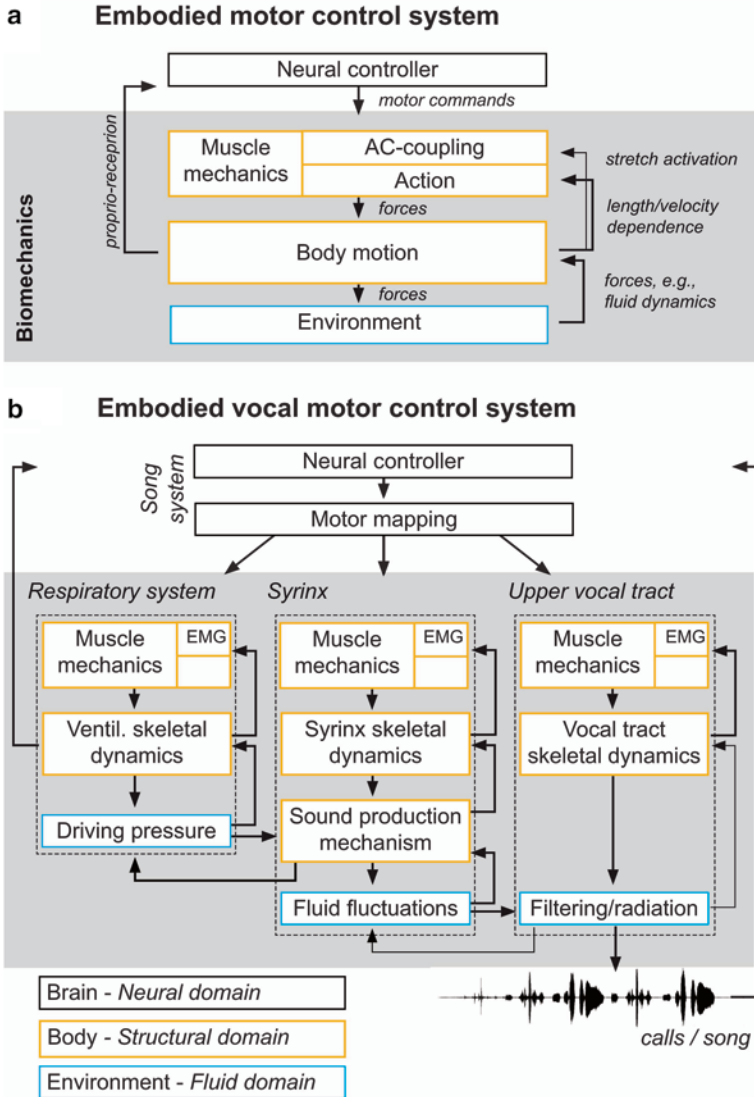 a
Embodied motor control system
Neural controller
motor commands
Muscle
mechanics
AC-coupling
Action
stretch activation
length/velocity
dependence
forces
Body motion
forces
Environment
forces, e.g.,
fluid dynamics
proprio-receprion
Biomechanics
b
Embodied vocal motor control system
Song
system
Neural controller
Motor mapping
Respiratory system
Syrinx
Upper vocal tract
Muscle
mechanics
EMG
Muscle
mechanics
EMG
Muscle
mechanics
EMG
Ventil. skeletal
dynamics
Syrinx skeletal
dynamics
Vocal tract
skeletal dynamics
Driving pressure
Sound production
mechanism
Fluid fluctuations
Filtering/radiation
Brain - Neural domain
Body - Structural domain
Environment - Fluid domain
calls / song